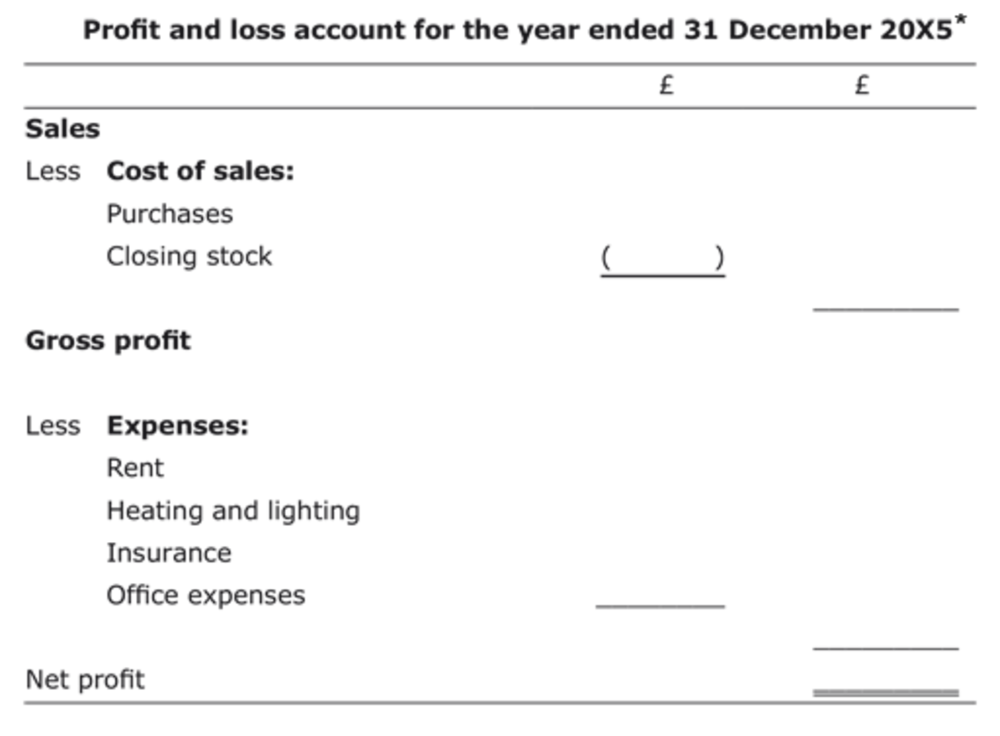 Profit and loss account for the year ended 31 December 20X5*
£ £
Sales
Less Cost of sales:
Purchases
Closing stock ( )
Gross profit
Less Expenses:
Rent
Heating and lighting
Insurance
Office expenses
Net profit